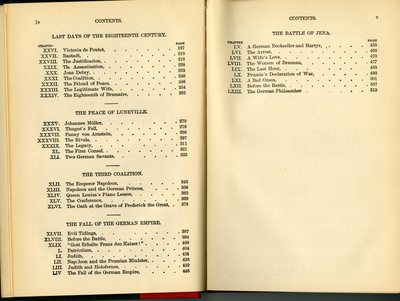 iv CONTENTS.
LAST DAYS OF THE EIGHTEENTH CENTURY.
CHAPTER PAGE
XXVI. Victoria de Poutet, 197
XXVII. Rastadt, 210
XXVIII. The Justification, 218
XXIX. The Assassination, 228
XXX. Jean Debry,
XXXI. The Coalition, 245
XXXII. The Friend of Peace, 246
XXXIII. The Legitimate Wife, 254
XXXIV. The Eighteenth of Brumaire, 262
THE PEACE OF LUNEVILLE.
XXXV. Johannes Müller, 270
XXXVI. Thugut's Fall, 279
XXXVII. Fanny von Arnstein, 286
XXXVIII. The Rivals, 297
XXXIX. The Legacy, 311
XL. The First Consul, 321
XLI. Two German Savants, 333
THE THIRD COALITION.
XLII. The Emperor Napoleon, 345
XLIII. Napoleon and the German Princes, 356
XLIV. Queen Louisa's Piano Lesson, 362
XLV. The Conference, 369
XLVI. The Oath at the Grave of Frederick the Great, 378
THE FALL OF THE GERMAN EMPIRE.
XLVII. Evil Tidings, 387
XLVIII. Before the Battle, 394
XLIX. "Gott Erhalte Franz den Kaiser!" 400
L. Patriotism, 404
LI. Judith, 416
LII. Napoleon and the Prussian Minister, 425
LIII. Judith and Holofernes, 432
LIV. The Fall of the German Empire, 446
CONTENTS. v
THE BATTLE OF JENA.
CHAPTER PAGE
LV. A German Bookseller and Martyr, 458
LVI. The Arrest, 468
LVII. A Wife's Love, 470
LVIII. The Women of Braunau, 477
LIX. The Last Hour, 485
LX. Prussia's Declaration of War, 490
LXI. A Bad Omen, 501
LXII. Before the Battle, 507
LXIII. The German Philosopher 515